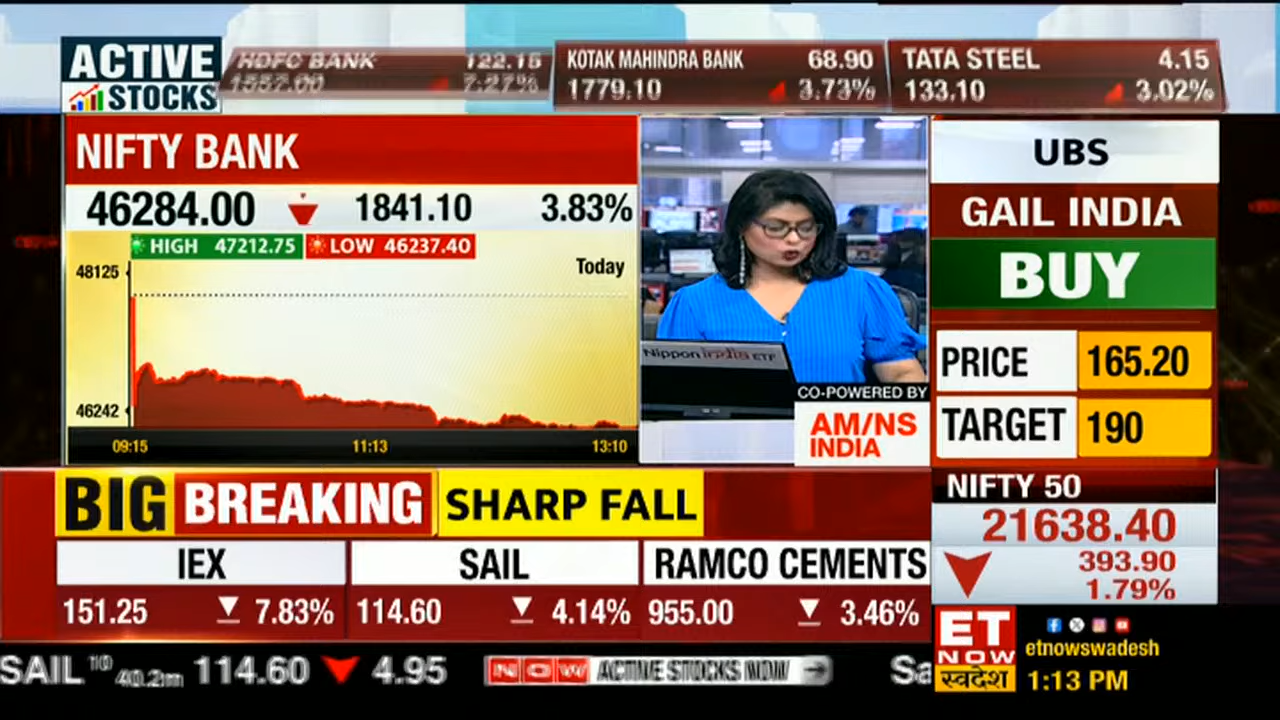 ACTIVE
STOCKS
HDFC BANK 122.15
1557.00 7.27%
KOTAK MAHINDRA BANK 68.90
1779.10 3.73%
TATA STEEL 4.15
133.10 3.02%
NIFTY BANK
46284.00 1841.10 3.83%
HIGH 47212.75 LOW 46237.40
48125
Today
46242
09:15 11:13 13:10
Nippon india ETF
CO-POWERED BY
AM/NS
INDIA
UBS
GAIL INDIA
BUY
PRICE 165.20
TARGET 190
BIG BREAKING SHARP FALL
IEX
151.25 7.83%
SAIL
114.60 4.14%
RAMCO CEMENTS
955.00 3.46%
NIFTY 50
21638.40
393.90
1.79%
SAIL 40.2m 114.60 4.95 NOW ACTIVE STOCKS NOW Sa
ET
NOW
स्वदेश
etnowswadesh
1:13 PM